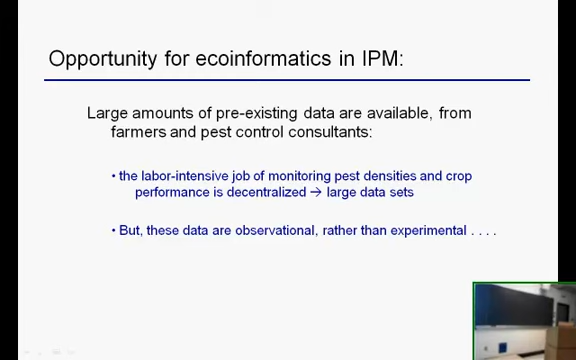 Opportunity for ecoinformatics in IPM:
Large amounts of pre-existing data are available, from
farmers and pest control consultants:
• the labor-intensive job of monitoring pest densities and crop
performance is decentralized → large data sets
• But, these data are observational, rather than experimental . . . .